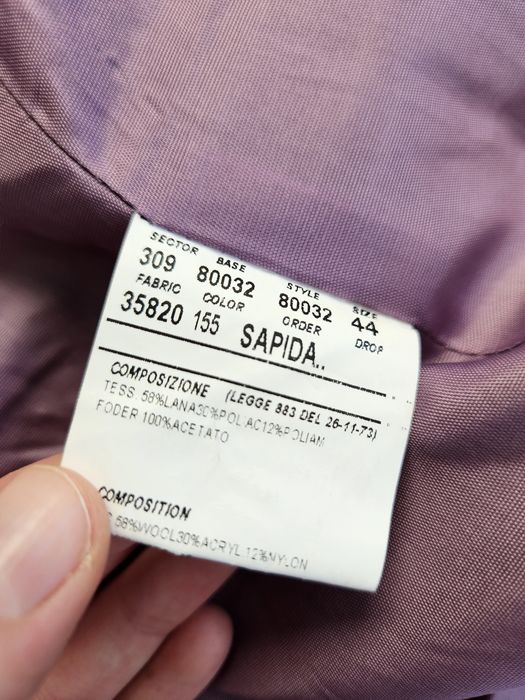 SECTOR BASE STYLE SIZE
309 80032 80032 44
FABRIC COLOR ORDER DROP
35820 155 SAPIDA..
COMPOSIZIONE (LEGGE 883 DEL 26-11-73)
TESS. 58%LANA30%POLIAC12%POLIAM
FODER 100%ACETATO
COMPOSITION
58%WOOL30%ACRYL12%NYLON